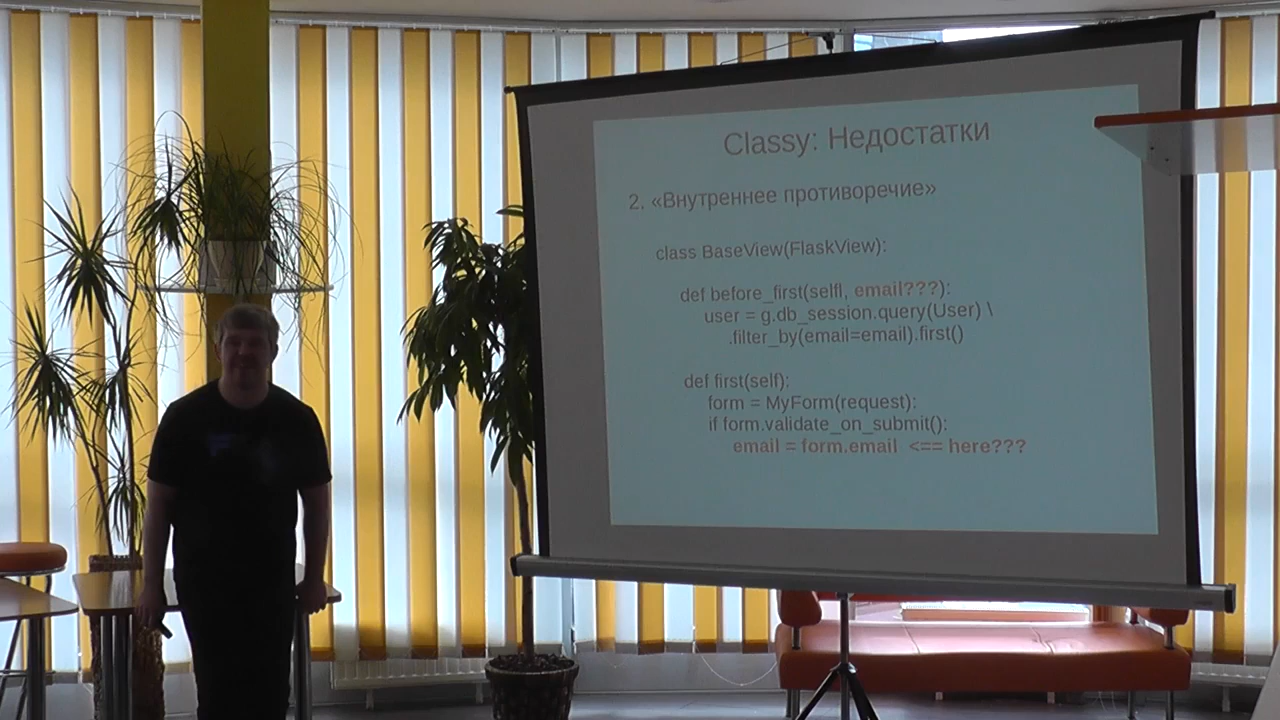 Classy: Недостатки
2. «Внутреннее противоречие»
class BaseView(FlaskView):
def before_first(selfl, email???):
user = g.db_session.query(User) \
.filter_by(email=email).first()
def first(self):
form = MyForm(request):
if form.validate_on_submit():
email = form.email <== here???